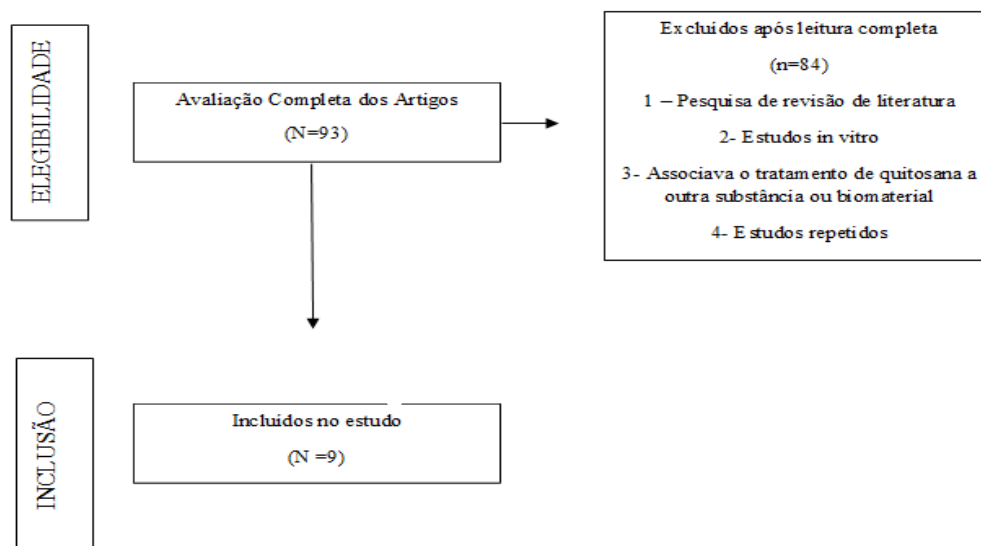 ELEGIBILIDADE
Avaliação Completa dos Artigos
(N=93)
Excluídos após leitura completa
(n=84)
1 – Pesquisa de revisão de literatura
2- Estudos in vitro
3- Associava o tratamento de quitosana a
outra substância ou biomaterial
4- Estudos repetidos
INCLUSÃO
Incluídos no estudo
(N =9)